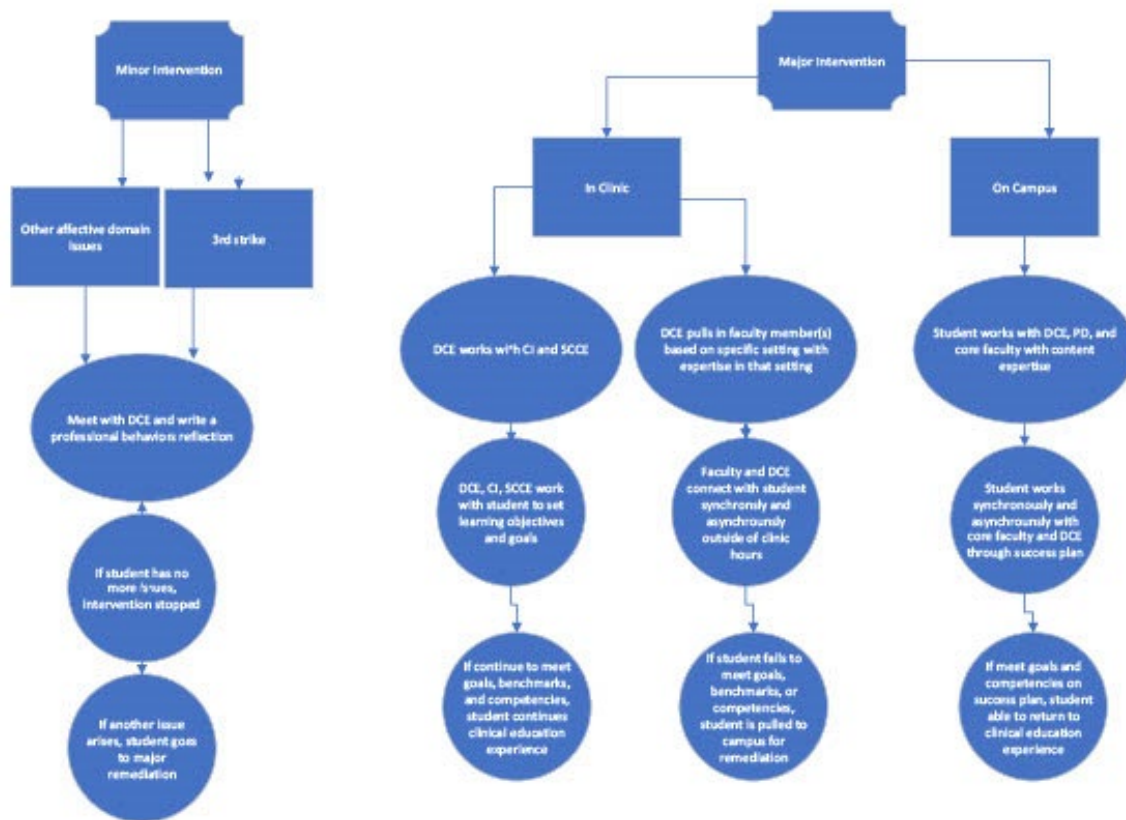 Minor Intervention
Other affective domain
issues
3rd strike
Meet with DCE and write a
professional behaviors reflection
If student has no
more issues,
intervention stopped
If another issue
arises, student goes
to major
remediation
Major Intervention
In Clinic
On Campus
DCE works with CI and SCCE
DCE pulls in faculty member(s)
based on specific setting with
expertise in that setting
Student works with DCE, PD, and
core faculty with content
expertise
DCE, CI, SCCE work
with student to set
learning objectives
and goals
Faculty and DCE
connect with student
synchronsly and
asynchrounsly
outside of clinic
hours
Student works
synchronously and
asynchrounsly with
core faculty and DCE
through success plan
If continue to meet
goals, benchmarks,
and competencies,
student continues
clinical education
experience
If student fails to
meet goals,
benchmarks, or
competencies,
student is pulled to
campus for
remediation
If meet goals and
competencies on
success plan, student
able to return to
clinical education
experience